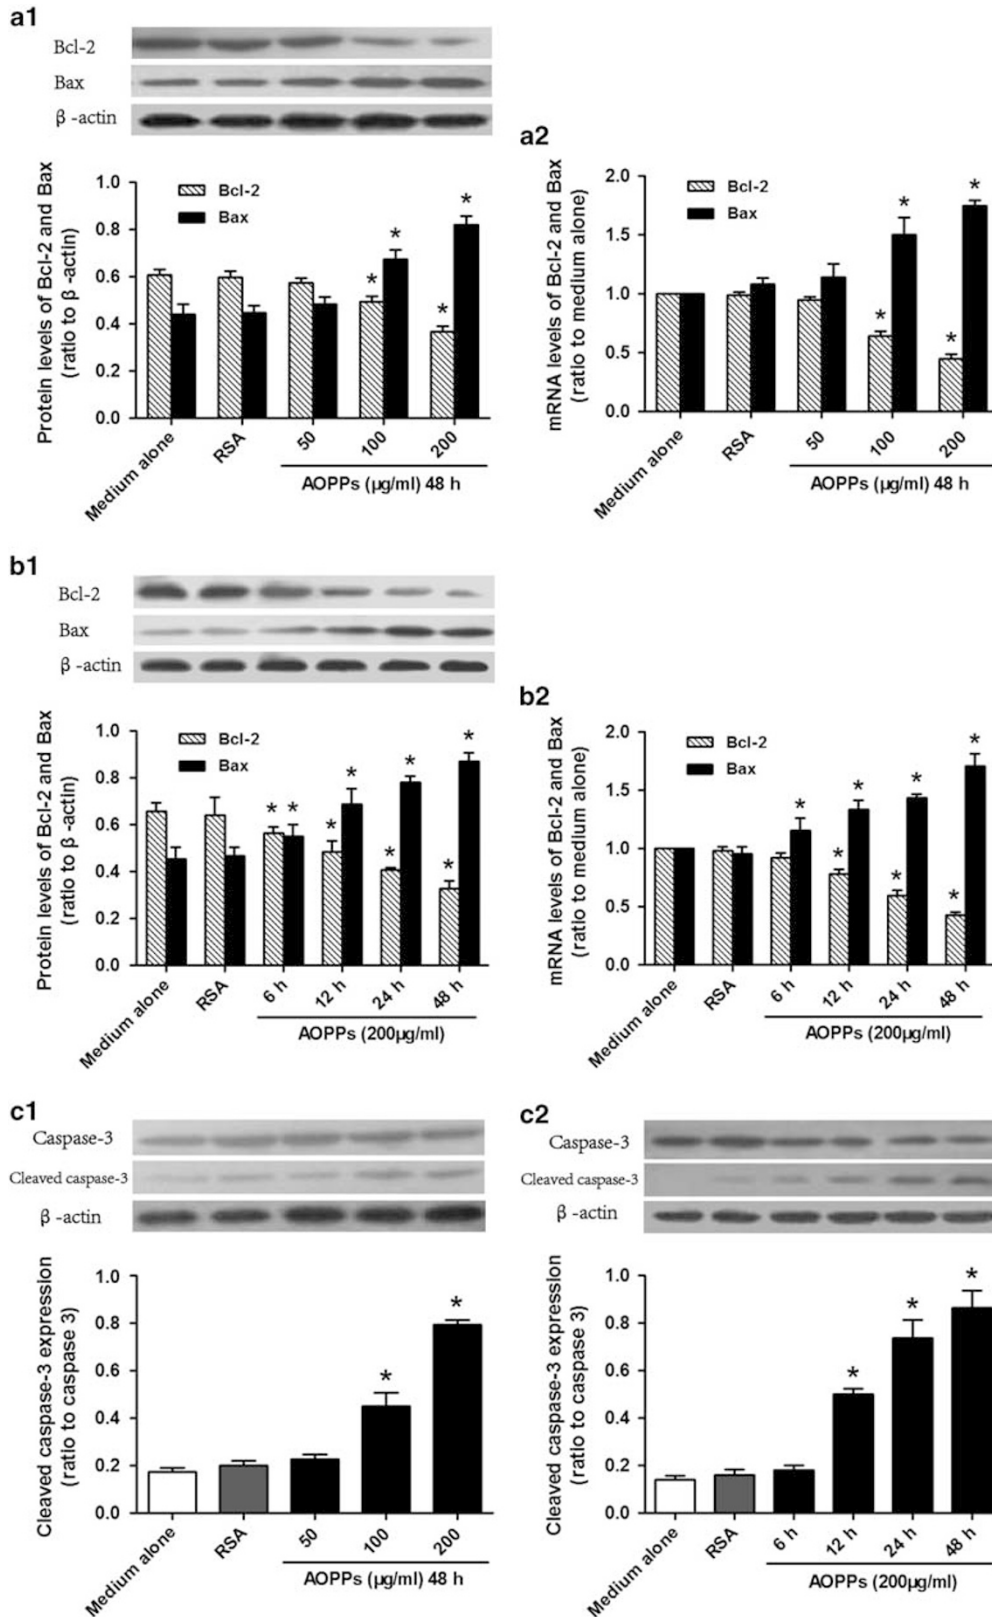 a1
Bcl-2
Bax
β -actin
Protein levels of Bcl-2 and Bax
(ratio to β -actin)
1.0
0.8
0.6
0.4
0.2
0.0
Bcl-2
Bax
* * * *
Medium alone
RSA
50
100
200
AOPPs (μg/ml) 48 h
a2
mRNA levels of Bcl-2 and Bax
(ratio to medium alone)
2.0
1.5
1.0
0.5
0.0
Bcl-2
Bax
* * * *
Medium alone
RSA
50
100
200
AOPPs (μg/ml) 48 h
b1
Bcl-2
Bax
β -actin
Protein levels of Bcl-2 and Bax
(ratio to β -actin)
1.0
0.8
0.6
0.4
0.2
0.0
Bcl-2
Bax
* * * * * * * *
Medium alone
RSA
6 h
12 h
24 h
48 h
AOPPs (200μg/ml)
b2
mRNA levels of Bcl-2 and Bax
(ratio to medium alone)
2.0
1.5
1.0
0.5
0.0
Bcl-2
Bax
* * * * * * *
Medium alone
RSA
6 h
12 h
24 h
48 h
AOPPs (200μg/ml)
c1
Caspase-3
Cleaved caspase-3
β -actin
Cleaved caspase-3 expression
(ratio to caspase 3)
1.0
0.8
0.6
0.4
0.2
0.0
* *
Medium alone
RSA
50
100
200
AOPPs (μg/ml) 48 h
c2
Caspase-3
Cleaved caspase-3
β -actin
Cleaved caspase-3 expression
(ratio to caspase 3)
1.0
0.8
0.6
0.4
0.2
0.0
* * *
Medium alone
RSA
6 h
12 h
24 h
48 h
AOPPs (200μg/ml)